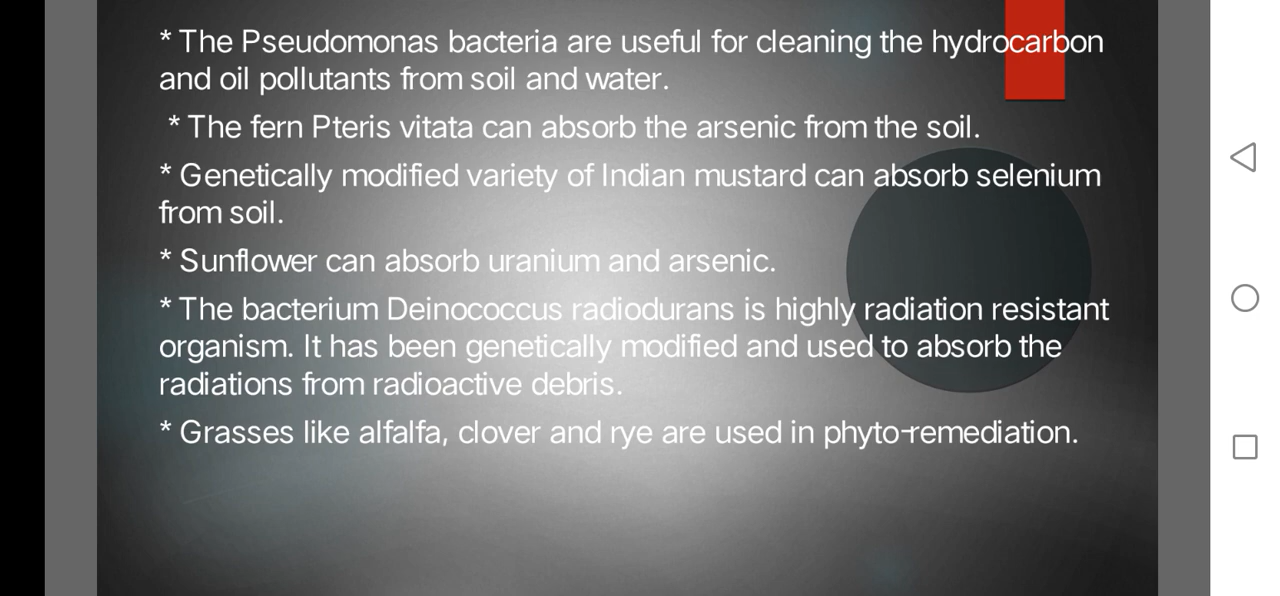 * The Pseudomonas bacteria are useful for cleaning the hydrocarbon
and oil pollutants from soil and water.
* The fern Pteris vitata can absorb the arsenic from the soil.
* Genetically modified variety of Indian mustard can absorb selenium
from soil.
* Sunflower can absorb uranium and arsenic.
* The bacterium Deinococcus radiodurans is highly radiation resistant
organism. It has been genetically modified and used to absorb the
radiations from radioactive debris.
* Grasses like alfalfa, clover and rye are used in phyto-remediation.